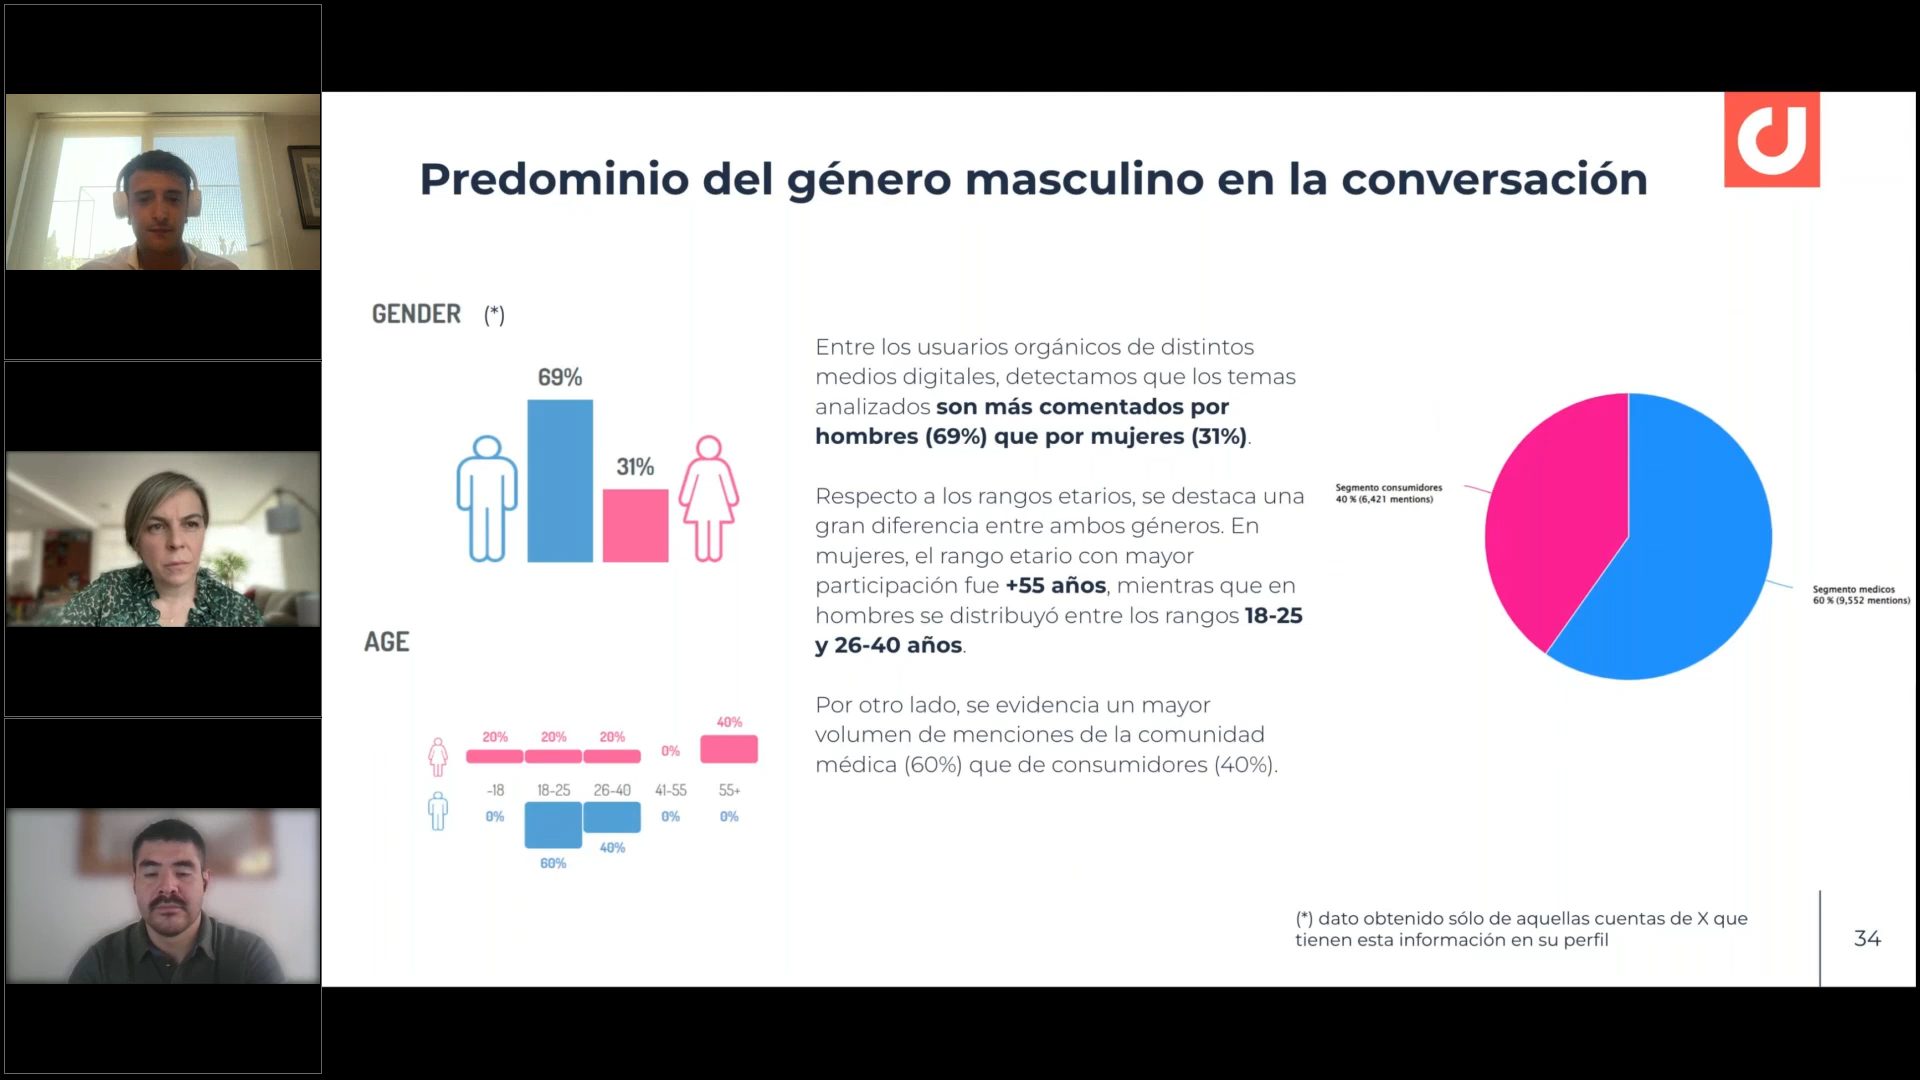 Predominio del género masculino en la conversación
GENDER (*)
69%
31%
AGE
20% 20% 20% 0% 40%
-18 18-25 26-40 41-55 55+
0% 60% 40% 0% 0%
Entre los usuarios orgánicos de distintos
medios digitales, detectamos que los temas
analizados son más comentados por
hombres (69%) que por mujeres (31%).
Respecto a los rangos etarios, se destaca una
gran diferencia entre ambos géneros. En
mujeres, el rango etario con mayor
participación fue +55 años, mientras que en
hombres se distribuyó entre los rangos 18-25
y 26-40 años.
Por otro lado, se evidencia un mayor
volumen de menciones de la comunidad
médica (60%) que de consumidores (40%).
Segmento consumidores
40 % (6,421 mentions)
Segmento medicos
60 % (9,552 mentions)
(*) dato obtenido sólo de aquellas cuentas de X que
tienen esta información en su perfil
34